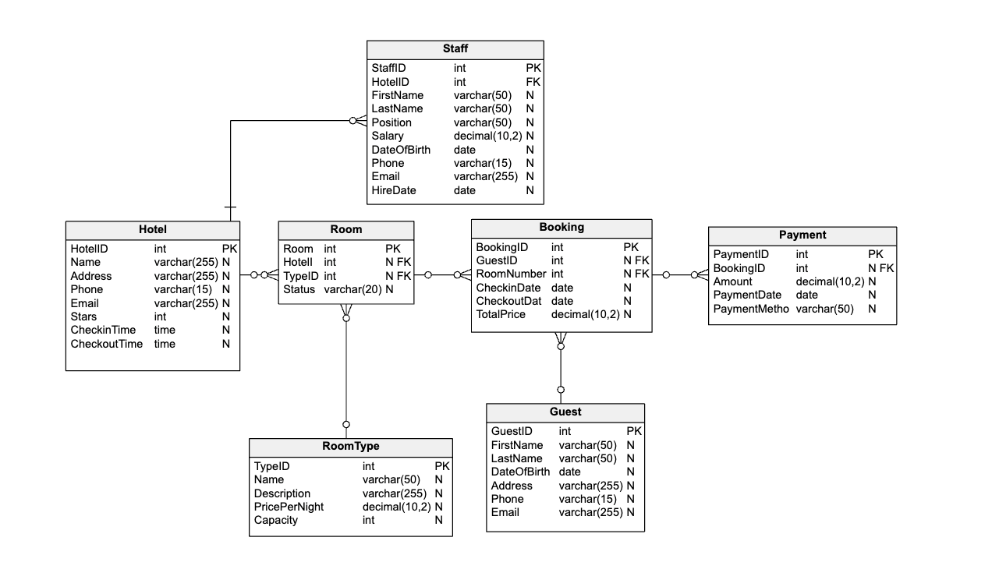 Staff
StaffID int PK
HotelID int FK
FirstName varchar(50) N
LastName varchar(50) N
Position varchar(50) N
Salary decimal(10,2) N
DateOfBirth date N
Phone varchar(15) N
Email varchar(255) N
HireDate date N
Hotel
HotelID int PK
Name varchar(255) N
Address varchar(255) N
Phone varchar(15) N
Email varchar(255) N
Stars int N
CheckinTime time N
CheckoutTime time N
Room
Room int PK
HotelI int N FK
TypeID int N FK
Status varchar(20) N
Booking
BookingID int PK
GuestID int N FK
RoomNumber int N FK
CheckinDate date N
CheckoutDat date N
TotalPrice decimal(10,2) N
Payment
PaymentID int PK
BookingID int N FK
Amount decimal(10,2) N
PaymentDate date N
PaymentMetho varchar(50) N
RoomType
TypeID int PK
Name varchar(50) N
Description varchar(255) N
PricePerNight decimal(10,2) N
Capacity int N
Guest
GuestID int PK
FirstName varchar(50) N
LastName varchar(50) N
DateOfBirth date N
Address varchar(255) N
Phone varchar(15) N
Email varchar(255) N